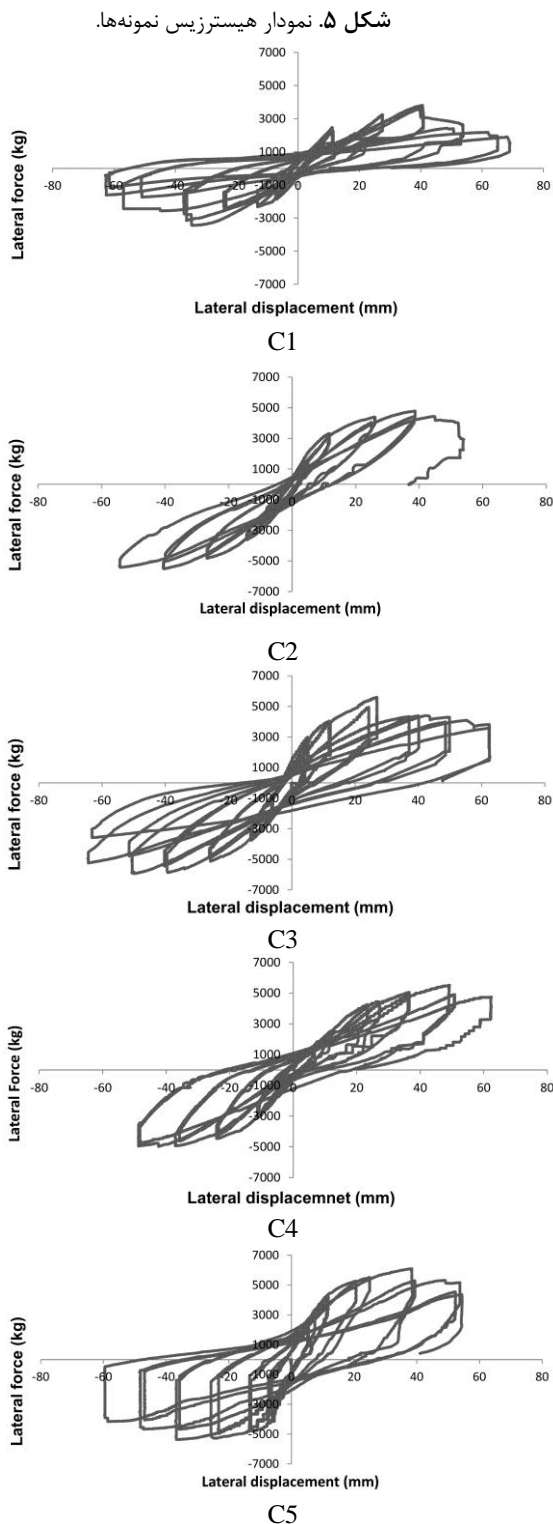 شکل ۵. نمودار هیسترزیس نمونه‌ها.
7000
5000
3000
1000
-80 -60 -40 -20 0 20 40 60 80
-1000
-3000
-5000
-7000
Lateral force (kg)
Lateral displacement (mm)
C1
7000
5000
3000
1000
-80 -60 -40 -20 0 20 40 60 80
-1000
-3000
-5000
-7000
Lateral force (kg)
Lateral displacement (mm)
C2
7000
5000
3000
1000
-80 -60 -40 -20 0 20 40 60 80
-1000
-3000
-5000
-7000
Lateral force (kg)
Lateral displacement (mm)
C3
7000
5000
3000
1000
-80 -60 -40 -20 0 20 40 60 80
-1000
-3000
-5000
-7000
Lateral Force (kg)
Lateral displacemnet (mm)
C4
7000
5000
3000
1000
-80 -60 -40 -20 0 20 40 60 80
-1000
-3000
-5000
-7000
Lateral force (kg)
Lateral displacement (mm)
C5